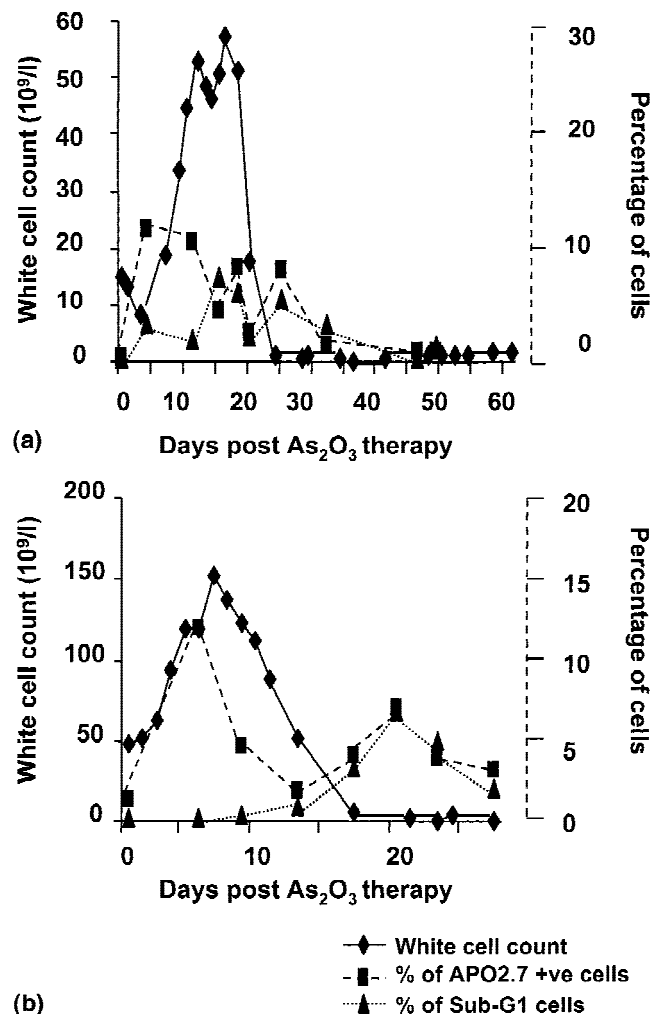 60
50
40
30
20
10
0
White cell count (10⁹/l)
30
20
10
0
Percentage of cells
0 10 20 30 40 50 60
Days post As₂O₃ therapy
(a)
200
150
100
50
0
White cell count (10⁹/l)
20
15
10
5
0
Percentage of cells
0 10 20
Days post As₂O₃ therapy
White cell count
% of APO2.7 +ve cells
% of Sub-G1 cells
(b)